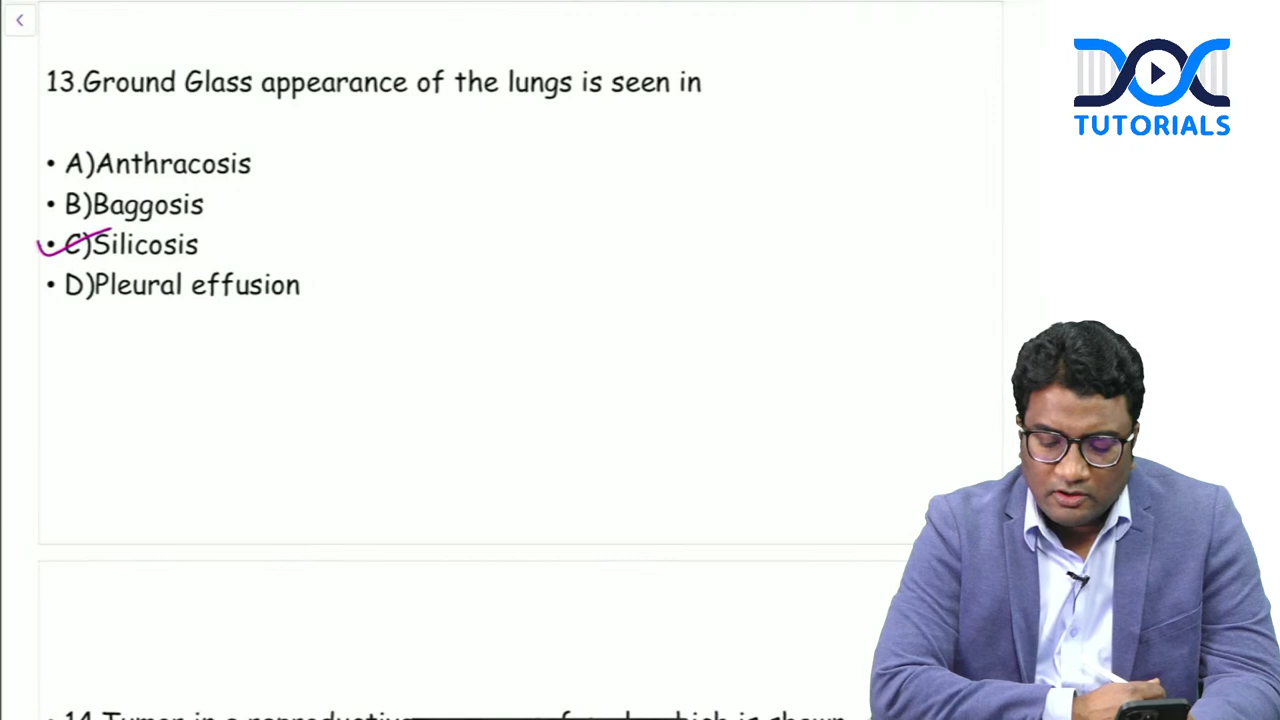 13.Ground Glass appearance of the lungs is seen in
• A)Anthracosis
• B)Baggosis
• C)Silicosis
• D)Pleural effusion
TUTORIALS